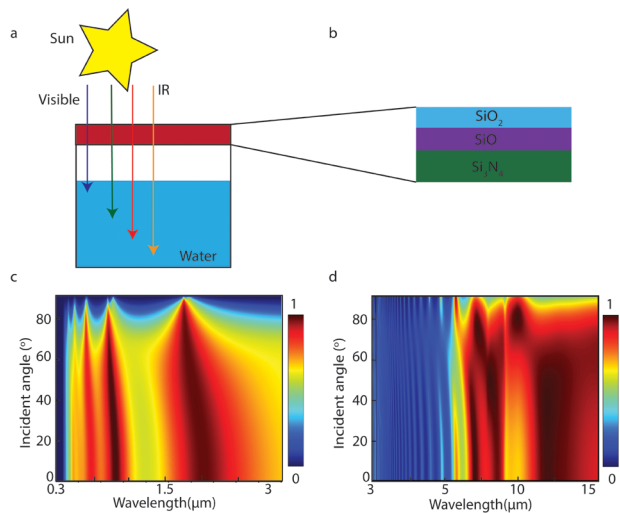 a
Sun
Visible
IR
Water
b
SiO2
SiO
Si3N4
c
Incident angle (°)
80
60
40
20
0
0.3
1.5
3
Wavelength(μm)
1
0
d
Incident angle (°)
80
60
40
20
0
3
5
10
15
Wavelength(μm)
1
0